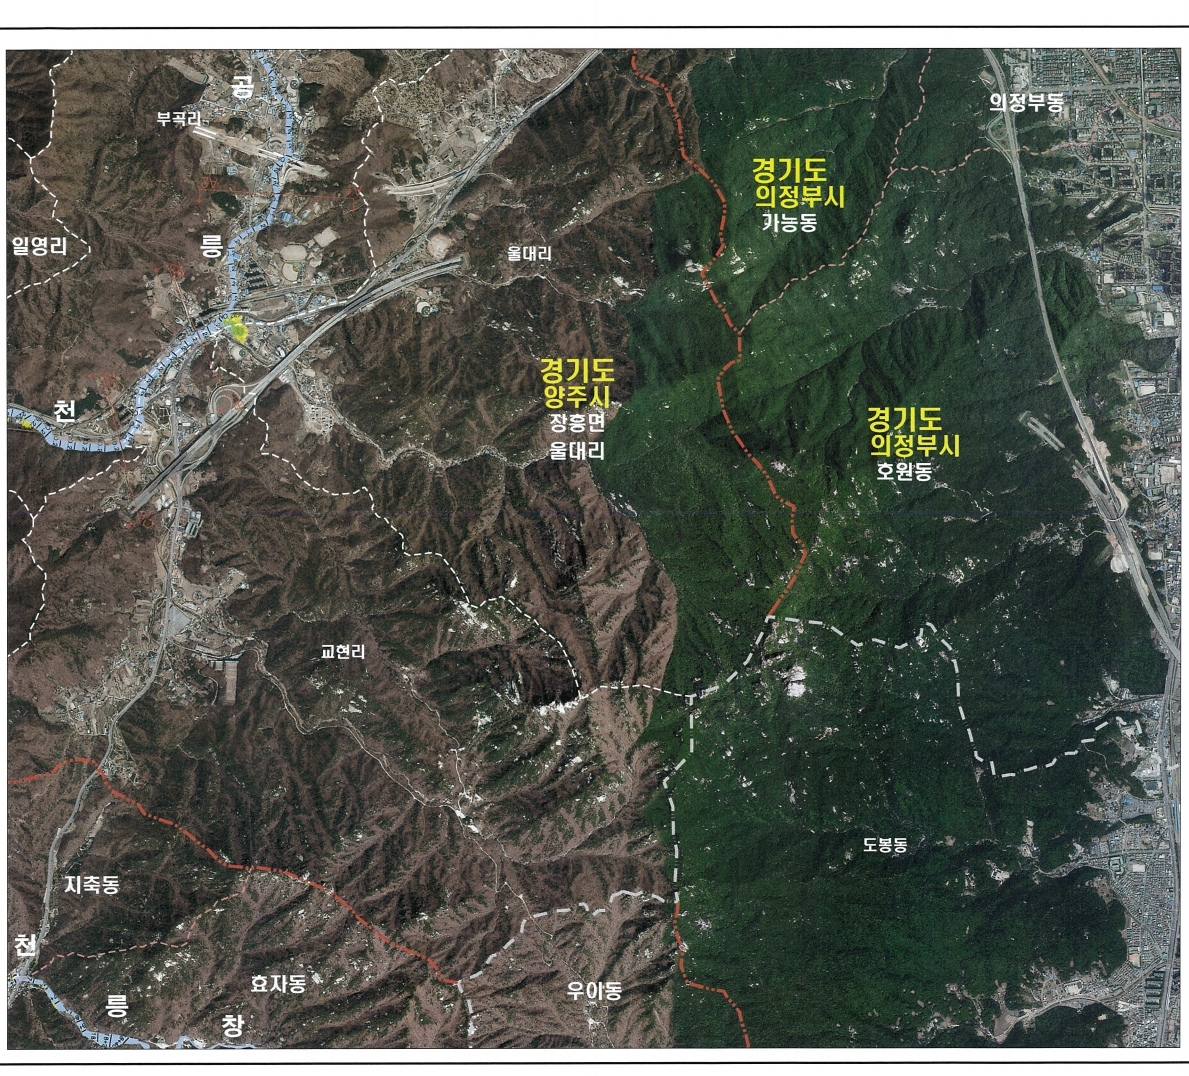 공
부곡리
의정부동
경기도
의정부시
가능동
일영리
릉
울대리
경기도
양주시
장흥면
울대리
천
경기도
의정부시
호원동
교현리
도봉동
지축동
천
효자동
우이동
릉
창